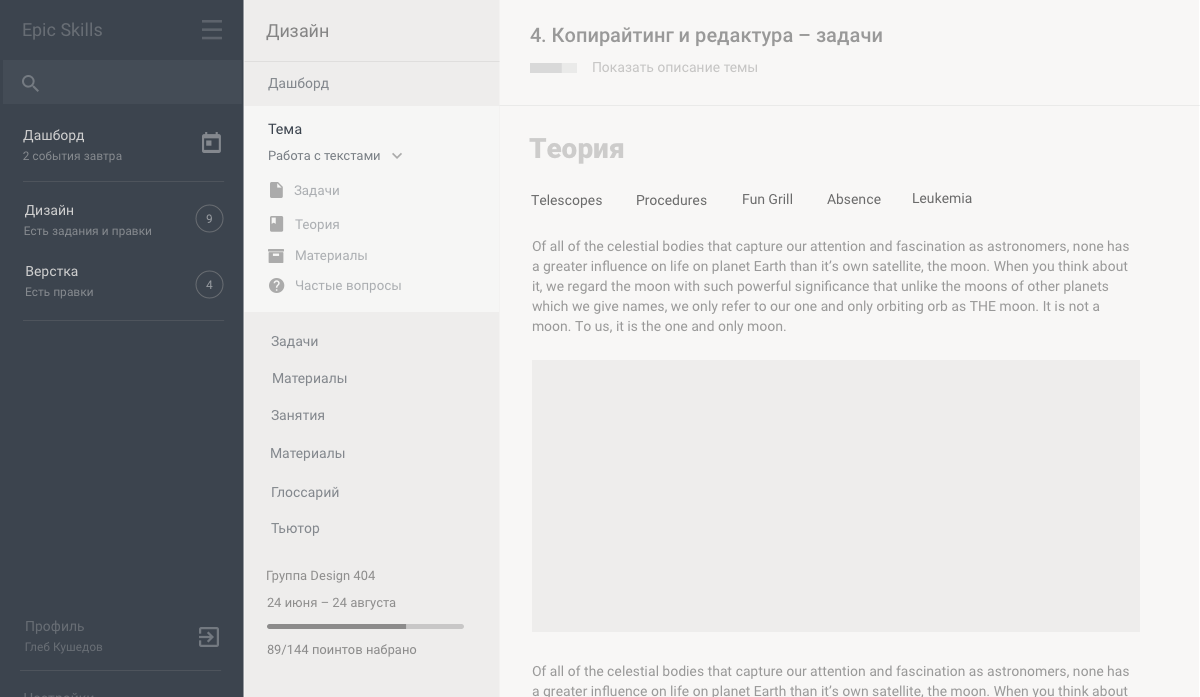 Epic Skills
Дашборд
2 события завтра
Дизайн
Есть задания и правки
9
Верстка
Есть правки
4
Профиль
Глеб Кушедов
Настройки
Дизайн
Дашборд
Тема
Работа с текстами
Задачи
Теория
Материалы
Частые вопросы
Задачи
Материалы
Занятия
Материалы
Глоссарий
Тьютор
Группа Design 404
24 июня – 24 августа
89/144 поинтов набрано
4. Копирайтинг и редактура – задачи
Показать описание темы
Теория
Telescopes Procedures Fun Grill Absence Leukemia
Of all of the celestial bodies that capture our attention and fascination as astronomers, none has
a greater influence on life on planet Earth than it’s own satellite, the moon. When you think about
it, we regard the moon with such powerful significance that unlike the moons of other planets
which we give names, we only refer to our one and only orbiting orb as THE moon. It is not a
moon. To us, it is the one and only moon.
Of all of the celestial bodies that capture our attention and fascination as astronomers, none has
a greater influence on life on planet Earth than it’s own satellite, the moon. When you think about